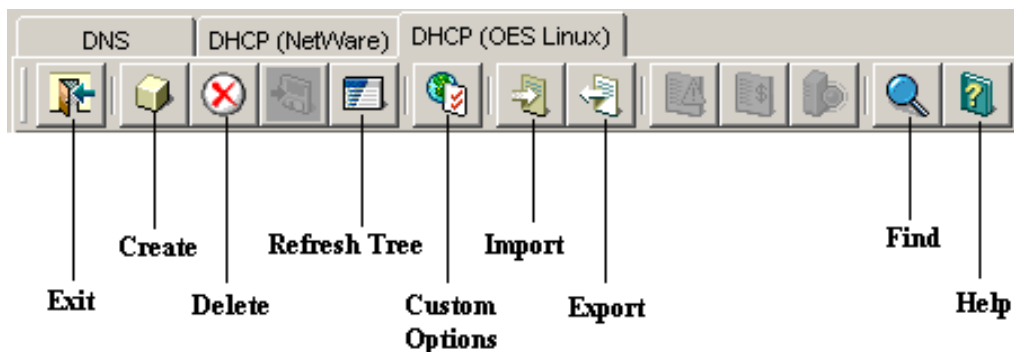 DNS
DHCP (NetWare)
DHCP (OES Linux)
Create
Refresh Tree
Import
Find
Exit
Delete
Custom
Options
Export
Help